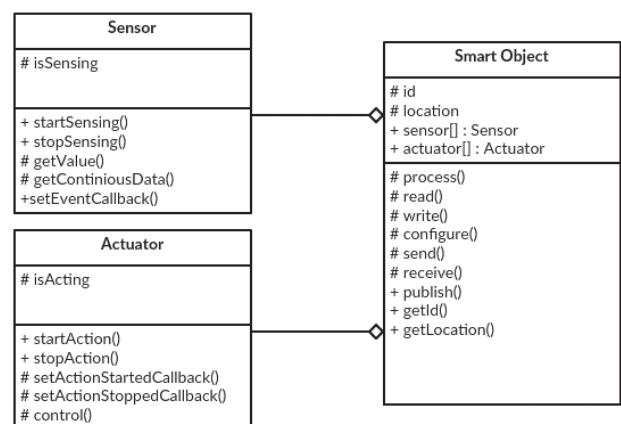 Sensor
# isSensing
+ startSensing()
+ stopSensing()
# getValue()
# getContiniousData()
+setEventCallback()
Actuator
# isActing
+ startAction()
+ stopAction()
# setActionStartedCallback()
# setActionStoppedCallback()
# control()
Smart Object
# id
# location
+ sensor[] : Sensor
+ actuator[] : Actuator
# process()
# read()
# write()
# configure()
# send()
# receive()
+ publish()
+ getId()
+ getLocation()